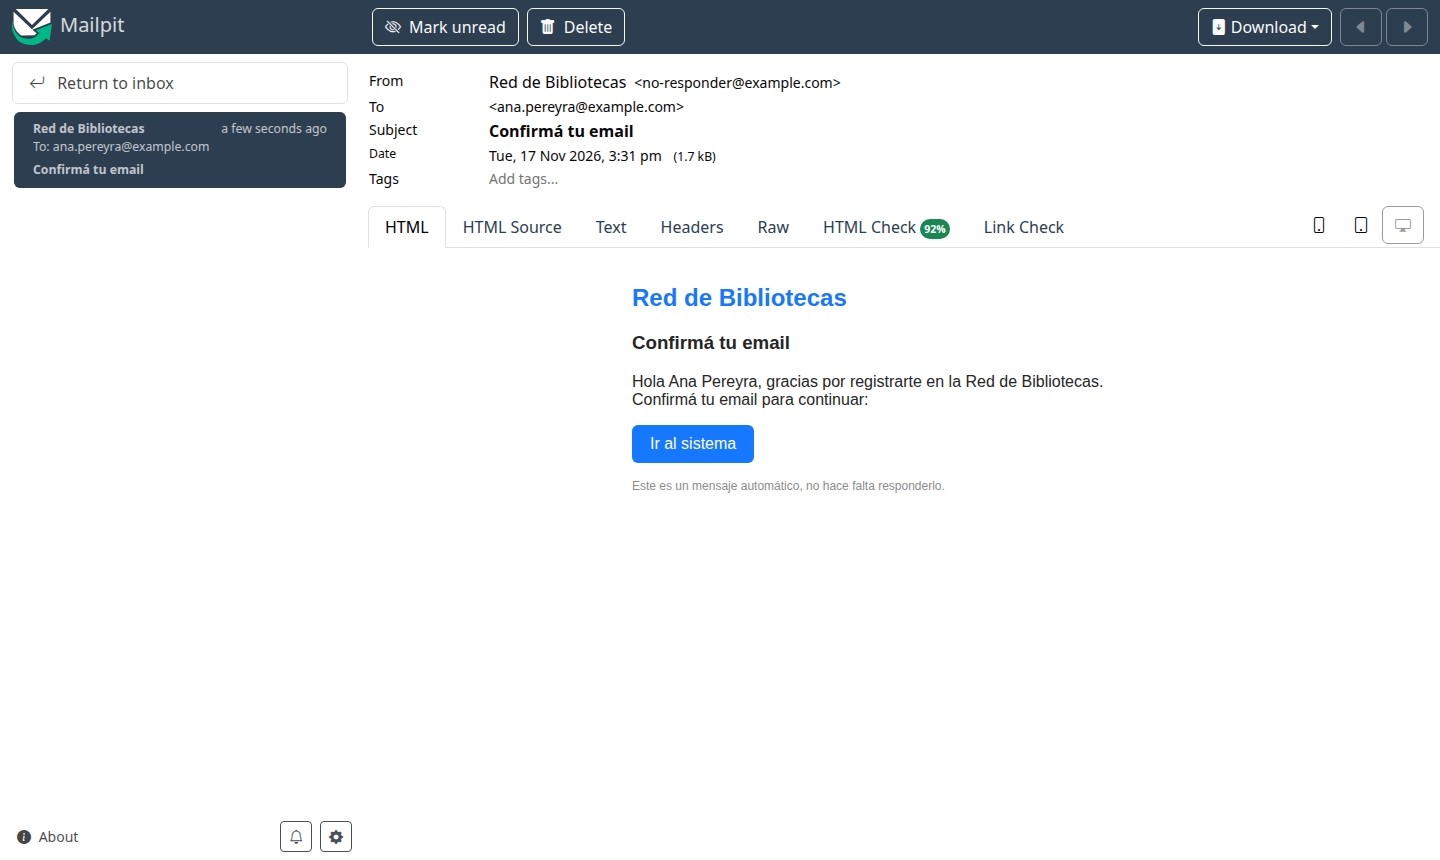 Mailpit
Mark unread
Delete
Download
Return to inbox
Red de Bibliotecas a few seconds ago
To: ana.pereyra@example.com
Confirmá tu email
From Red de Bibliotecas <no-responder@example.com>
To <ana.pereyra@example.com>
Subject Confirmá tu email
Date Tue, 17 Nov 2026, 3:31 pm (1.7 kB)
Tags Add tags...
HTML HTML Source Text Headers Raw HTML Check 92% Link Check
Red de Bibliotecas
Confirmá tu email
Hola Ana Pereyra, gracias por registrarte en la Red de Bibliotecas.
Confirmá tu email para continuar:
Ir al sistema
Este es un mensaje automático, no hace falta responderlo.
About